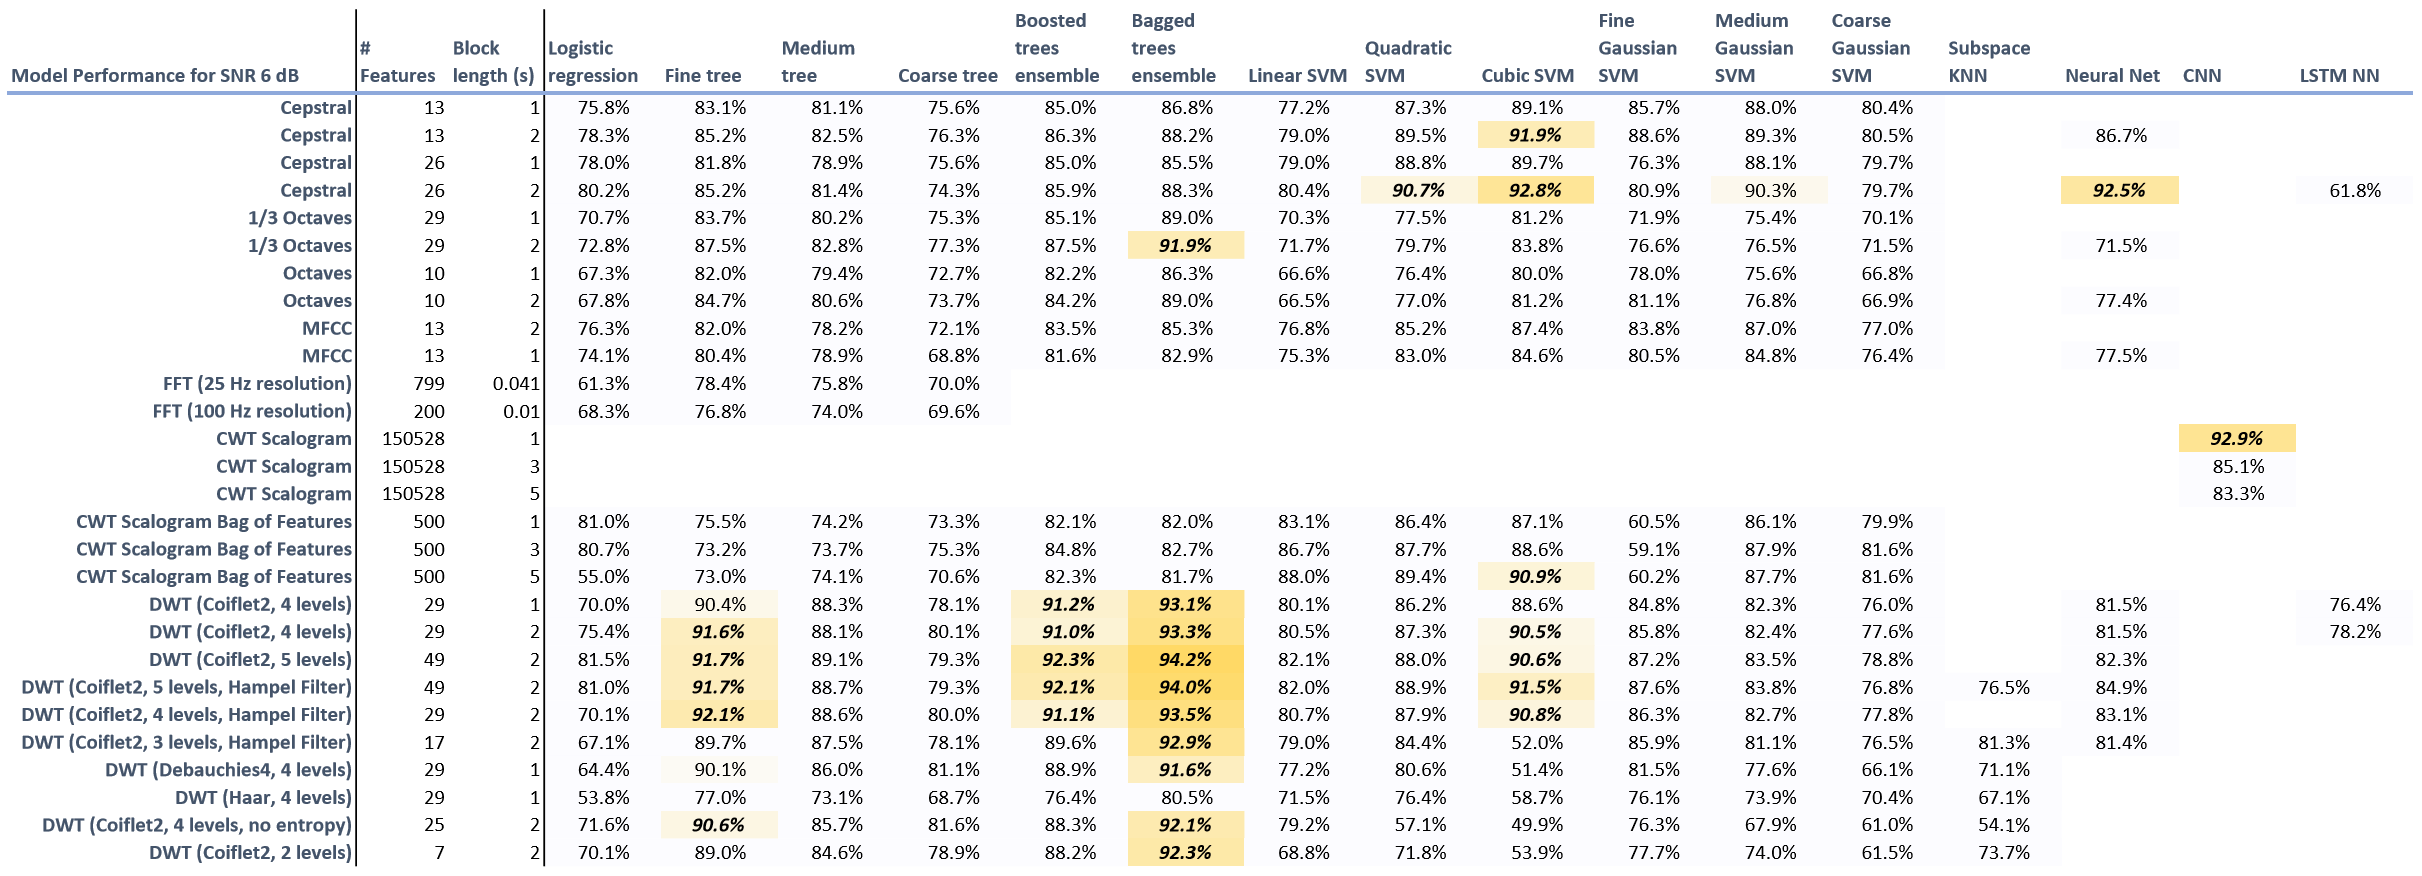 Boosted Bagged Fine Medium Coarse
# Block Logistic Medium trees trees Quadratic Gaussian Gaussian Gaussian Subspace
Model Performance for SNR 6 dB Features length (s) regression Fine tree tree Coarse tree ensemble ensemble Linear SVM SVM Cubic SVM SVM SVM SVM KNN Neural Net CNN LSTM NN
Cepstral 13 1 75.8% 83.1% 81.1% 75.6% 85.0% 86.8% 77.2% 87.3% 89.1% 85.7% 88.0% 80.4%
Cepstral 13 2 78.3% 85.2% 82.5% 76.3% 86.3% 88.2% 79.0% 89.5% 91.9% 88.6% 89.3% 80.5% 86.7%
Cepstral 26 1 78.0% 81.8% 78.9% 75.6% 85.0% 85.5% 79.0% 88.8% 89.7% 76.3% 88.1% 79.7%
Cepstral 26 2 80.2% 85.2% 81.4% 74.3% 85.9% 88.3% 80.4% 90.7% 92.8% 80.9% 90.3% 79.7% 92.5% 61.8%
1/3 Octaves 29 1 70.7% 83.7% 80.2% 75.3% 85.1% 89.0% 70.3% 77.5% 81.2% 71.9% 75.4% 70.1%
1/3 Octaves 29 2 72.8% 87.5% 82.8% 77.3% 87.5% 91.9% 71.7% 79.7% 83.8% 76.6% 76.5% 71.5% 71.5%
Octaves 10 1 67.3% 82.0% 79.4% 72.7% 82.2% 86.3% 66.6% 76.4% 80.0% 78.0% 75.6% 66.8%
Octaves 10 2 67.8% 84.7% 80.6% 73.7% 84.2% 89.0% 66.5% 77.0% 81.2% 81.1% 76.8% 66.9% 77.4%
MFCC 13 2 76.3% 82.0% 78.2% 72.1% 83.5% 85.3% 76.8% 85.2% 87.4% 83.8% 87.0% 77.0%
MFCC 13 1 74.1% 80.4% 78.9% 68.8% 81.6% 82.9% 75.3% 83.0% 84.6% 80.5% 84.8% 76.4% 77.5%
FFT (25 Hz resolution) 799 0.041 61.3% 78.4% 75.8% 70.0%
FFT (100 Hz resolution) 200 0.01 68.3% 76.8% 74.0% 69.6%
CWT Scalogram 150528 1 92.9%
CWT Scalogram 150528 3 85.1%
CWT Scalogram 150528 5 83.3%
CWT Scalogram Bag of Features 500 1 81.0% 75.5% 74.2% 73.3% 82.1% 82.0% 83.1% 86.4% 87.1% 60.5% 86.1% 79.9%
CWT Scalogram Bag of Features 500 3 80.7% 73.2% 73.7% 75.3% 84.8% 82.7% 86.7% 87.7% 88.6% 59.1% 87.9% 81.6%
CWT Scalogram Bag of Features 500 5 55.0% 73.0% 74.1% 70.6% 82.3% 81.7% 88.0% 89.4% 90.9% 60.2% 87.7% 81.6%
DWT (Coiflet2, 4 levels) 29 1 70.0% 90.4% 88.3% 78.1% 91.2% 93.1% 80.1% 86.2% 88.6% 84.8% 82.3% 76.0% 81.5% 76.4%
DWT (Coiflet2, 4 levels) 29 2 75.4% 91.6% 88.1% 80.1% 91.0% 93.3% 80.5% 87.3% 90.5% 85.8% 82.4% 77.6% 81.5% 78.2%
DWT (Coiflet2, 5 levels) 49 2 81.5% 91.7% 89.1% 79.3% 92.3% 94.2% 82.1% 88.0% 90.6% 87.2% 83.5% 78.8% 82.3%
DWT (Coiflet2, 5 levels, Hampel Filter) 49 2 81.0% 91.7% 88.7% 79.3% 92.1% 94.0% 82.0% 88.9% 91.5% 87.6% 83.8% 76.8% 76.5% 84.9%
DWT (Coiflet2, 4 levels, Hampel Filter) 29 2 70.1% 92.1% 88.6% 80.0% 91.1% 93.5% 80.7% 87.9% 90.8% 86.3% 82.7% 77.8% 83.1%
DWT (Coiflet2, 3 levels, Hampel Filter) 17 2 67.1% 89.7% 87.5% 78.1% 89.6% 92.9% 79.0% 84.4% 52.0% 85.9% 81.1% 76.5% 81.3% 81.4%
DWT (Debauchies4, 4 levels) 29 1 64.4% 90.1% 86.0% 81.1% 88.9% 91.6% 77.2% 80.6% 51.4% 81.5% 77.6% 66.1% 71.1%
DWT (Haar, 4 levels) 29 1 53.8% 77.0% 73.1% 68.7% 76.4% 80.5% 71.5% 76.4% 58.7% 76.1% 73.9% 70.4% 67.1%
DWT (Coiflet2, 4 levels, no entropy) 25 2 71.6% 90.6% 85.7% 81.6% 88.3% 92.1% 79.2% 57.1% 49.9% 76.3% 67.9% 61.0% 54.1%
DWT (Coiflet2, 2 levels) 7 2 70.1% 89.0% 84.6% 78.9% 88.2% 92.3% 68.8% 71.8% 53.9% 77.7% 74.0% 61.5% 73.7%